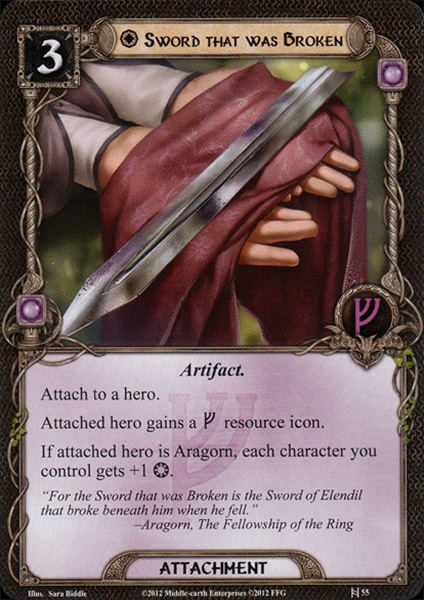 3
Sword that was Broken
Artifact.
Attach to a hero.
Attached hero gains a ᚠ resource icon.
If attached hero is Aragorn, each character you
control gets +1 .
“For the Sword that was Broken is the Sword of Elendil
that broke beneath him when he fell.”
–Aragorn, The Fellowship of the Ring
Attachment
Illus. Sara Biddle
©2012 Middle-earth Enterprises ©2012 FFG
55